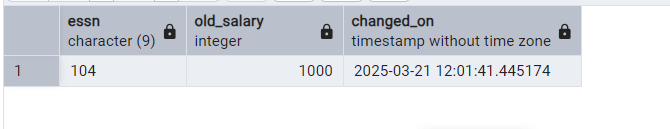 essn old_salary changed_on
character (9) integer timestamp without time zone
1 104 1000 2025-03-21 12:01:41.445174